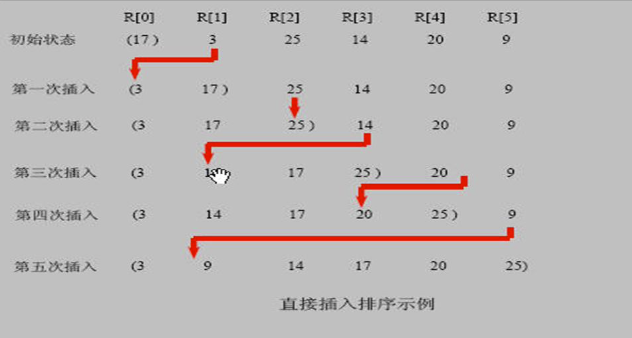 R[0] R[1] R[2] R[3] R[4] R[5]
初始状态 (17) 3 25 14 20 9
第一次插入 (3 17) 25 14 20 9
第二次插入 (3 17 25) 14 20 9
第三次插入 (3 17 25) 20 9
第四次插入 (3 14 17 20 25) 9
第五次插入 (3 9 14 17 20 25)
直接插入排序示例